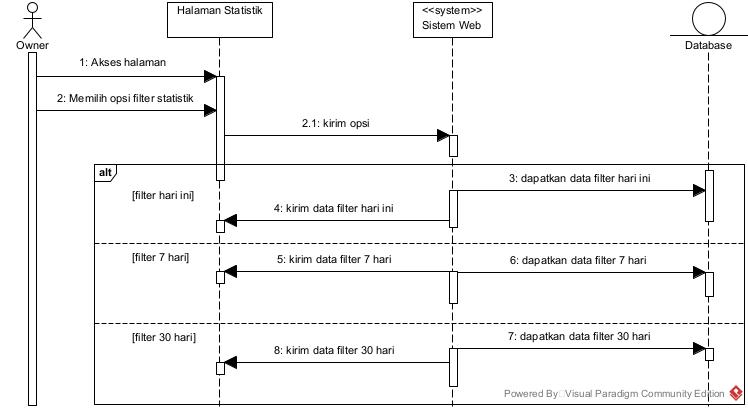 Halaman Statistik
<<system>>
Sistem Web
Owner
Database
1: Akses halaman
2: Memilih opsi filter statistik
2.1: kirim opsi
alt
3: dapatkan data filter hari ini
[filter hari ini]
4: kirim data filter hari ini
[filter 7 hari]
5: kirim data filter 7 hari
6: dapatkan data filter 7 hari
[filter 30 hari]
7: dapatkan data filter 30 hari
8: kirim data filter 30 hari
Powered By Visual Paradigm Community Edition